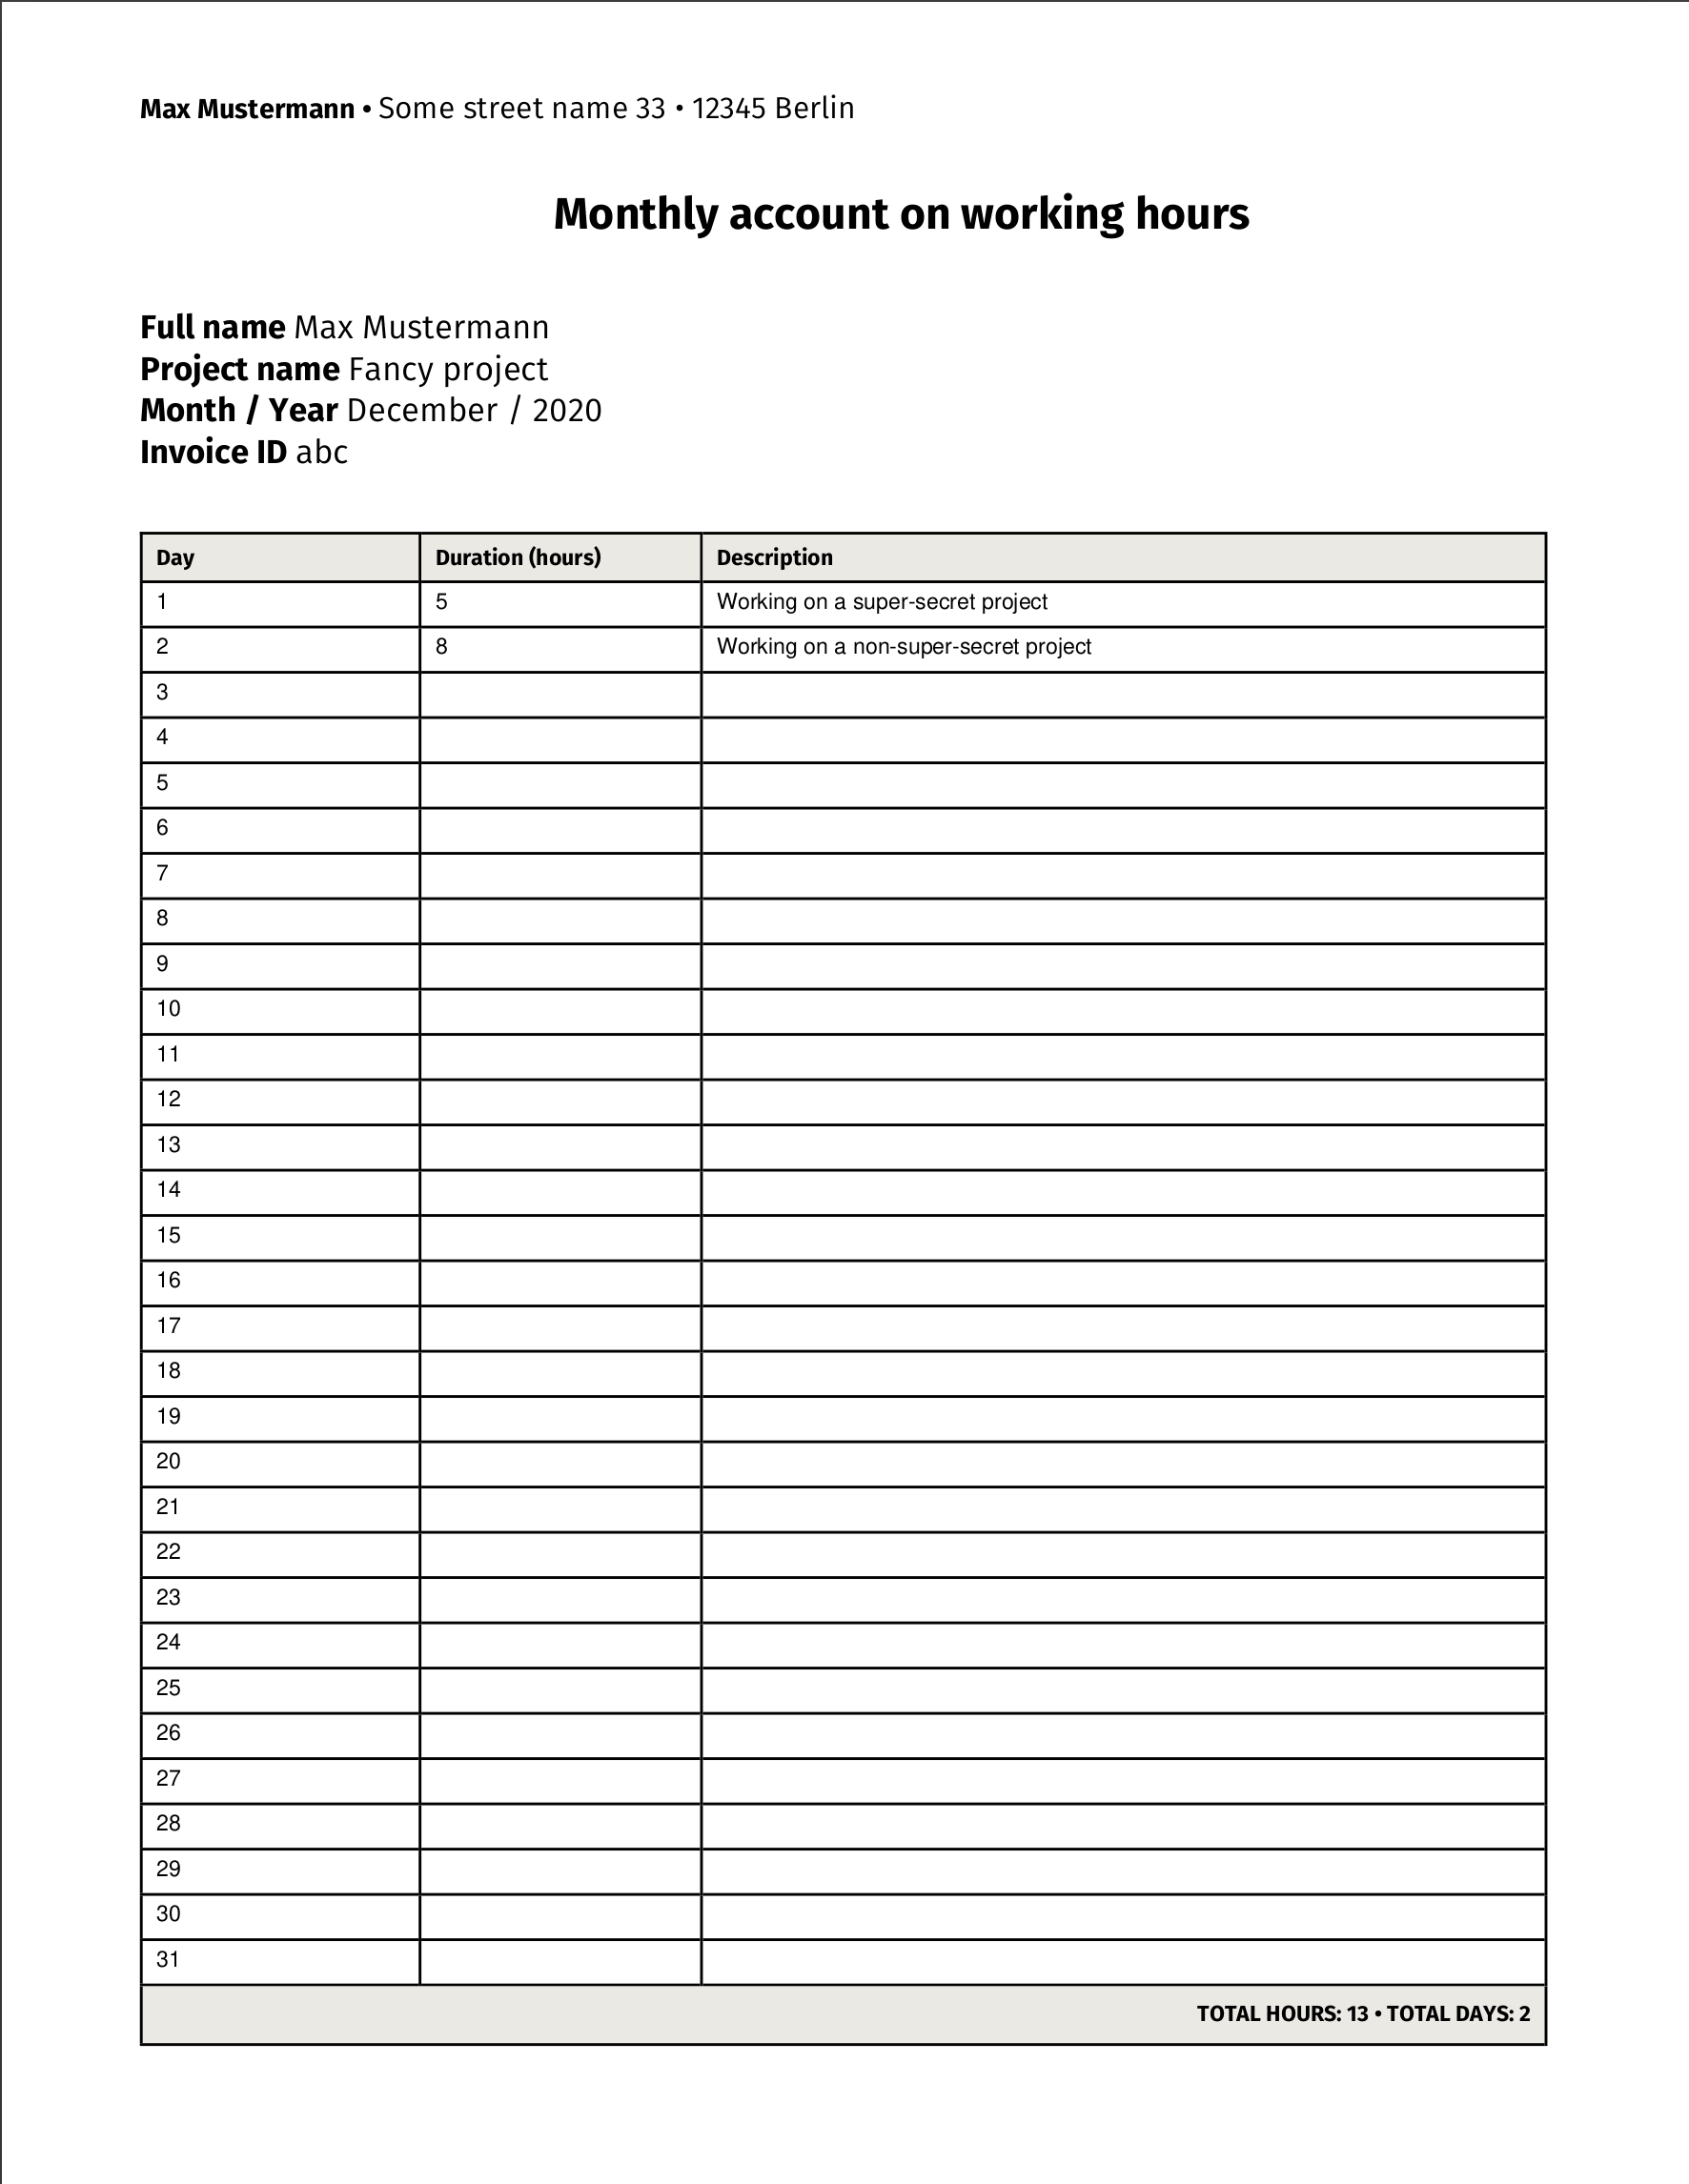 Max Mustermann • Some street name 33 • 12345 Berlin
Monthly account on working hours
Full name Max Mustermann
Project name Fancy project
Month / Year December / 2020
Invoice ID abc
Day Duration (hours) Description
1 5 Working on a super-secret project
2 8 Working on a non-super-secret project
3
4
5
6
7
8
9
10
11
12
13
14
15
16
17
18
19
20
21
22
23
24
25
26
27
28
29
30
31
TOTAL HOURS: 13 • TOTAL DAYS: 2